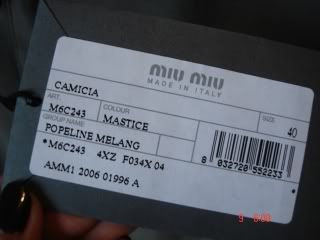 MIU MIU
MADE IN ITALY
CAMICIA
ART. COLOUR SIZE
M6C243 MASTICE 40
GROUP NAME
POPELINE MELANG
*M6C243 4XZ F034X 04
8 032720 552233
AMM1 2006 01996 A